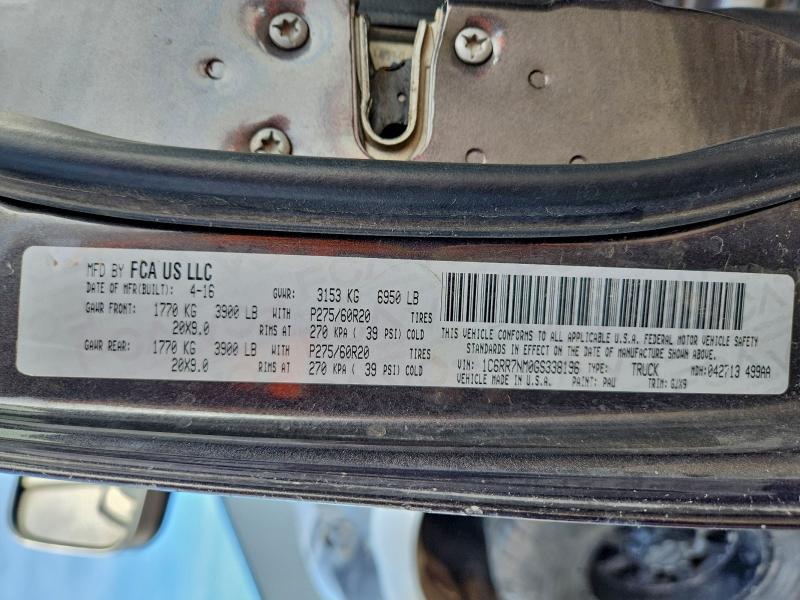 MFD BY FCA US LLC
DATE OF MFR(BUILT): 4-16 GVWR: 3153 KG 6950 LB
GAWR FRONT: 1770 KG 3900 LB WITH P275/60R20 TIRES
20X9.0 RIMS AT 270 KPA ( 39 PSI) COLD
GAWR REAR: 1770 KG 3900 LB WITH P275/60R20 TIRES
20X9.0 RIMS AT 270 KPA ( 39 PSI) COLD
THIS VEHICLE CONFORMS TO ALL APPLICABLE U.S.A. FEDERAL MOTOR VEHICLE SAFETY
STANDARDS IN EFFECT ON THE DATE OF MANUFACTURE SHOWN ABOVE.
VIN: 1C6RR7NM0GS338196 TYPE: TRUCK MDH: 042713 499AA
VEHICLE MADE IN U.S.A. PAINT: PAU TRIM: GJX9